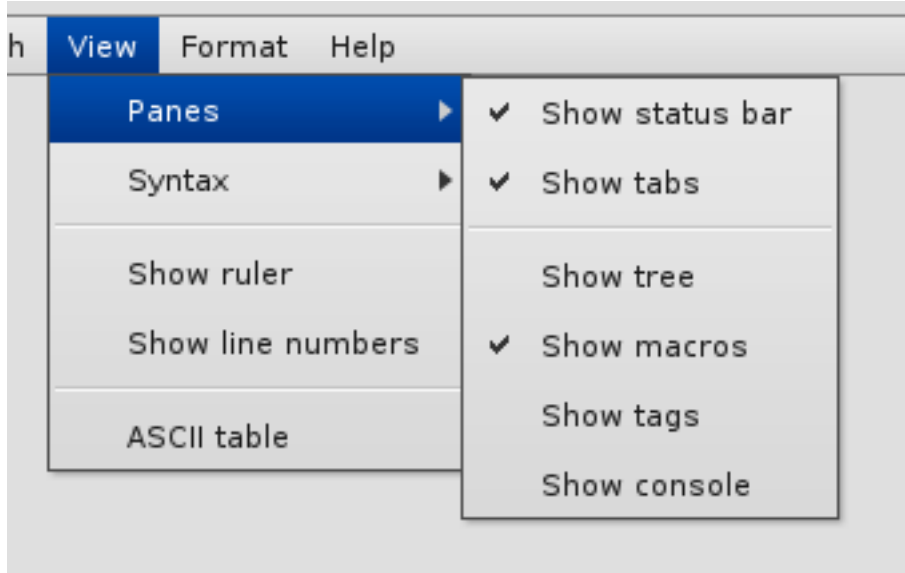 h View Format Help
Panes
Syntax
Show ruler
Show line numbers
ASCII table
Show status bar
Show tabs
Show tree
Show macros
Show tags
Show console